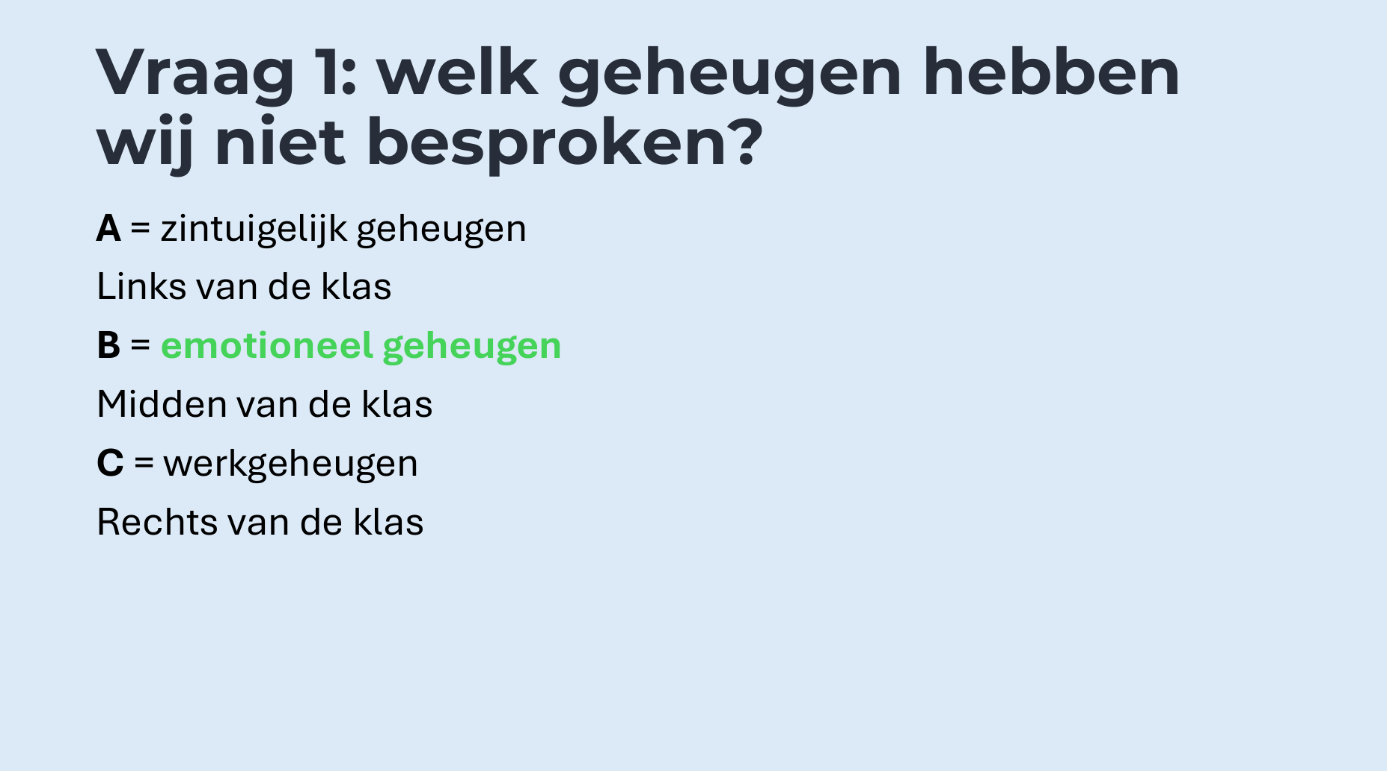 Vraag 1: welk geheugen hebben
wij niet besproken?
A = zintuigelijk geheugen
Links van de klas
B = emotioneel geheugen
Midden van de klas
C = werkgeheugen
Rechts van de klas